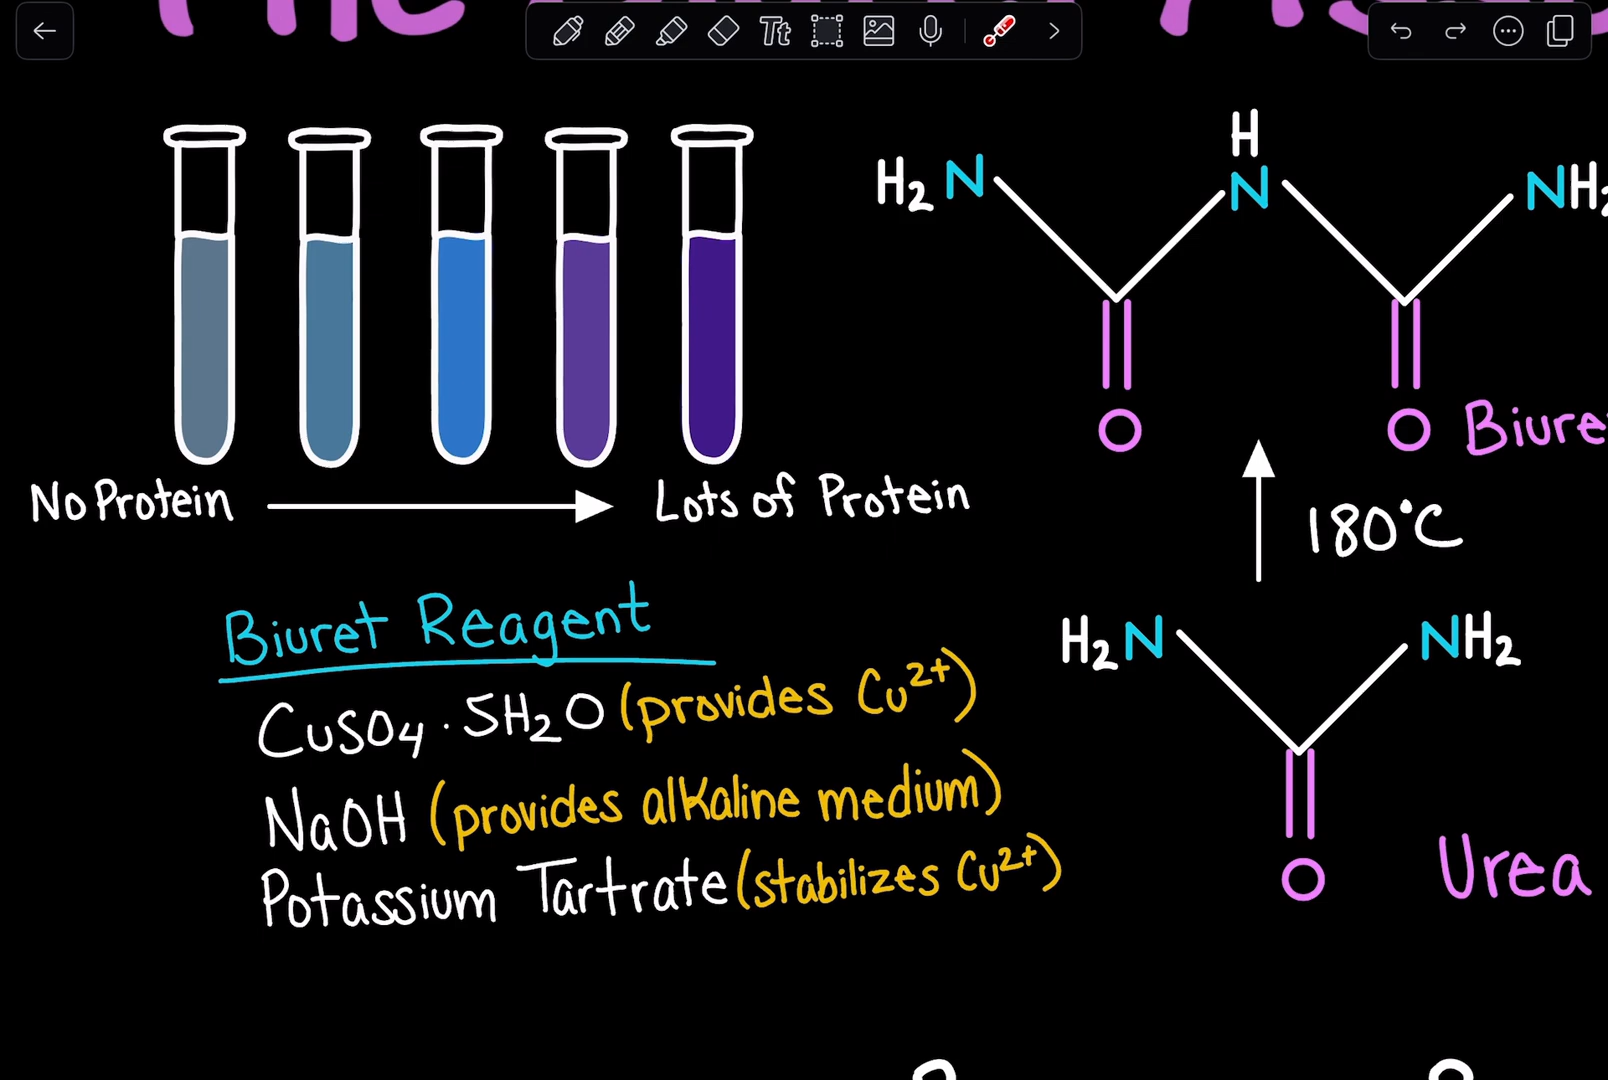 H
H₂N N NH₂
O O Biure
No Protein Lots of Protein
180°C
Biuret Reagent
H₂N NH₂
CuSO₄·5H₂O (provides Cu²⁺)
NaOH (provides alkaline medium)
Potassium Tartrate (stabilizes Cu²⁺)
O Urea
Tt